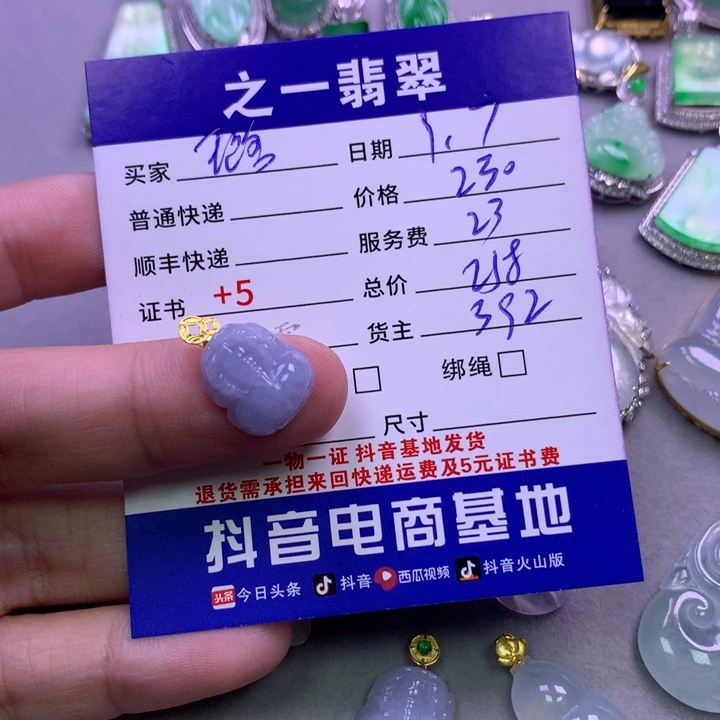 之一翡翠
买家 日期 1.7
普通快递 价格 230
顺丰快递 服务费 23
证书 +5 总价 258
货主 392
绑绳
尺寸
一物一证 抖音基地发货
退货需承担来回快递运费及5元证书费
抖音电商基地
头条 今日头条 抖音 西瓜视频 抖音火山版